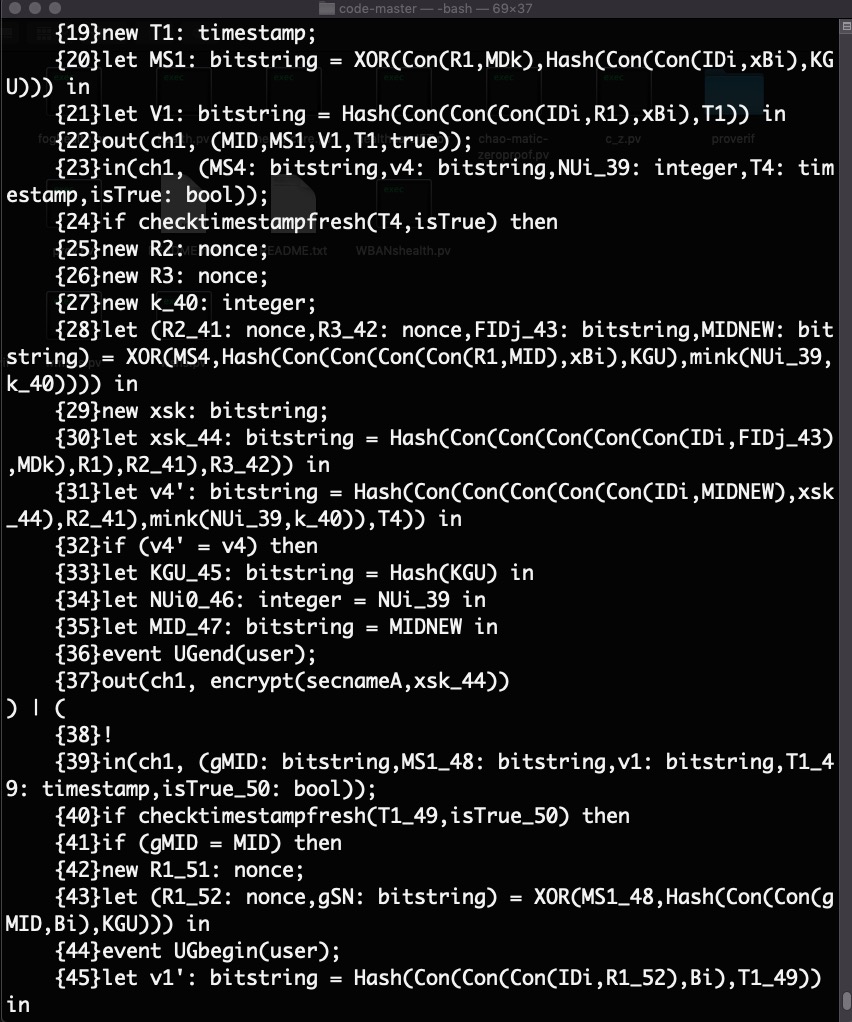 code-master — -bash — 69×37
{19}new T1: timestamp;
{20}let MS1: bitstring = XOR(Con(R1,MDk),Hash(Con(Con(IDi,xBi),KG
U))) in
{21}let V1: bitstring = Hash(Con(Con(Con(IDi,R1),xBi),T1)) in
{22}out(ch1, (MID,MS1,V1,T1,true));
{23}in(ch1, (MS4: bitstring,v4: bitstring,NUi_39: integer,T4: tim
estamp,isTrue: bool));
{24}if checktimestampfresh(T4,isTrue) then
{25}new R2: nonce;
{26}new R3: nonce;
{27}new k_40: integer;
{28}let (R2_41: nonce,R3_42: nonce,FIDj_43: bitstring,MIDNEW: bit
string) = XOR(MS4,Hash(Con(Con(Con(Con(R1,MID),xBi),KGU),mink(NUi_39,
k_40)))) in
{29}new xsk: bitstring;
{30}let xsk_44: bitstring = Hash(Con(Con(Con(Con(Con(IDi,FIDj_43)
,MDk),R1),R2_41),R3_42)) in
{31}let v4': bitstring = Hash(Con(Con(Con(Con(Con(IDi,MIDNEW),xsk
_44),R2_41),mink(NUi_39,k_40)),T4)) in
{32}if (v4' = v4) then
{33}let KGU_45: bitstring = Hash(KGU) in
{34}let NUi0_46: integer = NUi_39 in
{35}let MID_47: bitstring = MIDNEW in
{36}event UGend(user);
{37}out(ch1, encrypt(secnameA,xsk_44))
) | (
{38}!
{39}in(ch1, (gMID: bitstring,MS1_48: bitstring,v1: bitstring,T1_4
9: timestamp,isTrue_50: bool));
{40}if checktimestampfresh(T1_49,isTrue_50) then
{41}if (gMID = MID) then
{42}new R1_51: nonce;
{43}let (R1_52: nonce,gSN: bitstring) = XOR(MS1_48,Hash(Con(Con(g
MID,Bi),KGU))) in
{44}event UGbegin(user);
{45}let v1': bitstring = Hash(Con(Con(Con(IDi,R1_52),Bi),T1_49))
in